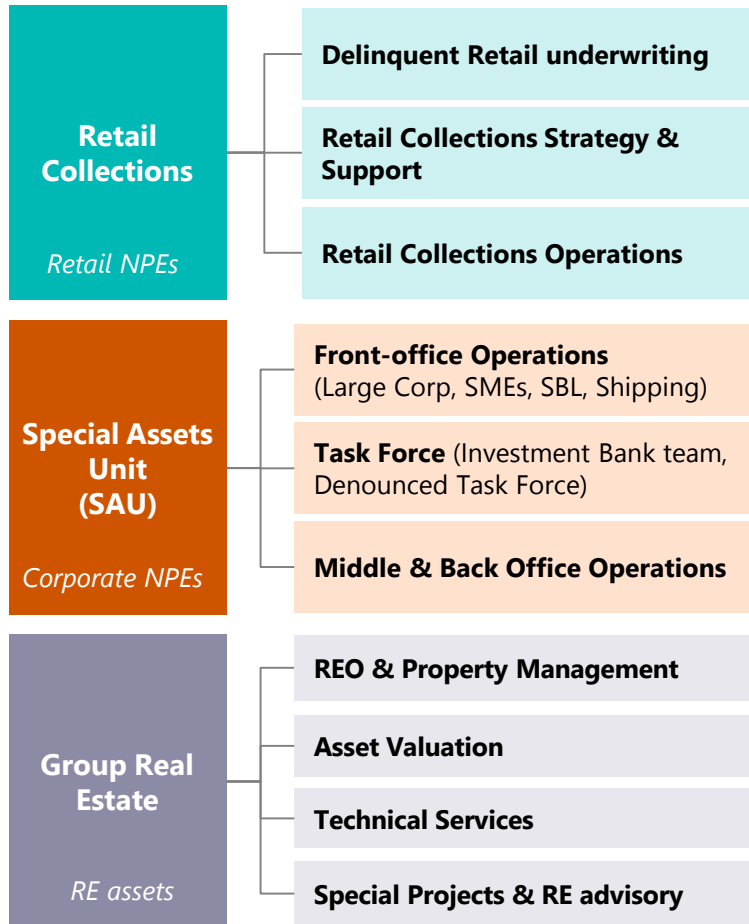 Retail
Collections
Retail NPEs
Delinquent Retail underwriting
Retail Collections Strategy &
Support
Retail Collections Operations
Special Assets
Unit
(SAU)
Corporate NPEs
Front-office Operations
(Large Corp, SMEs, SBL, Shipping)
Task Force (Investment Bank team,
Denounced Task Force)
Middle & Back Office Operations
Group Real
Estate
RE assets
REO & Property Management
Asset Valuation
Technical Services
Special Projects & RE advisory